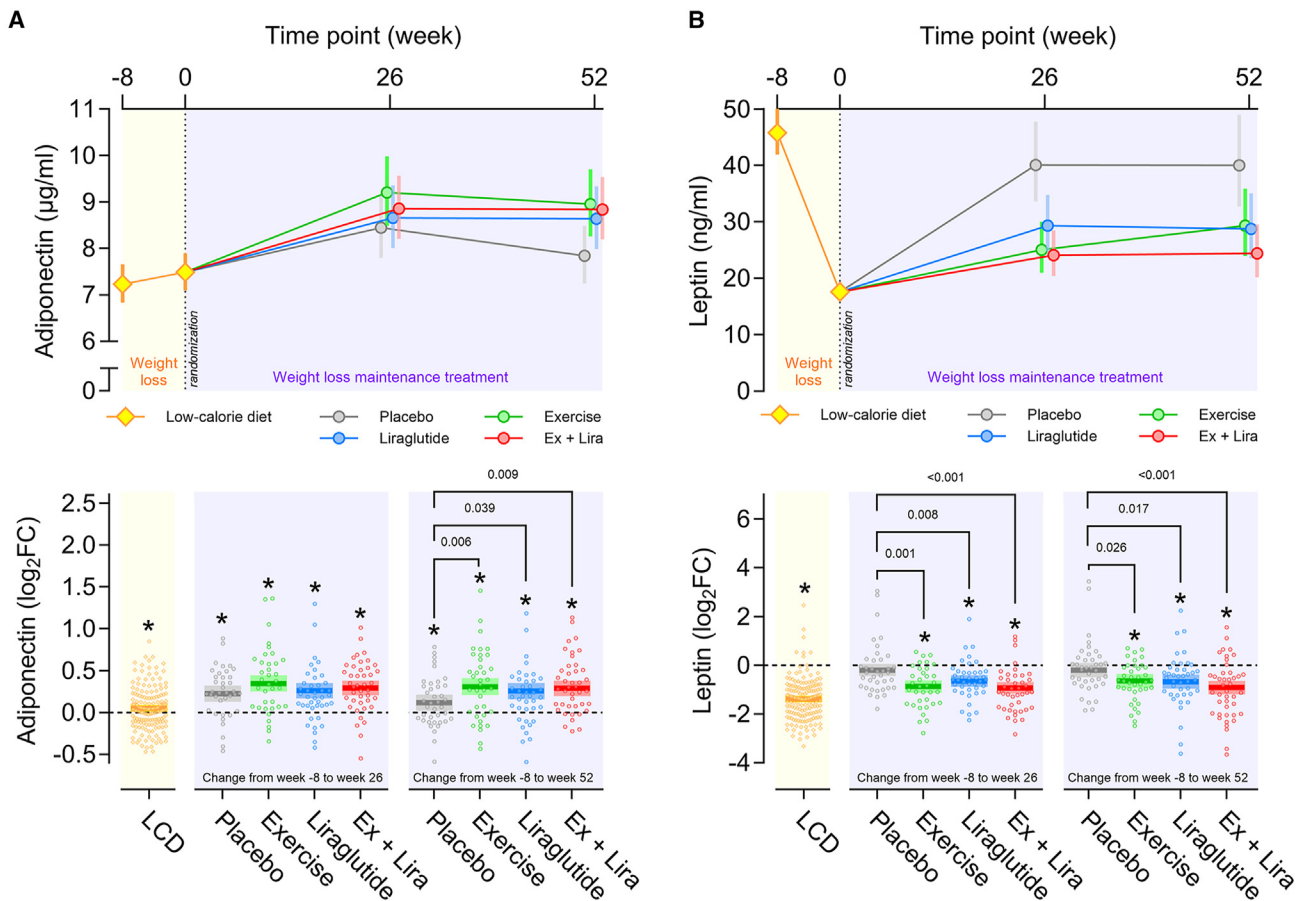 A
Time point (week)
-8 0 26 52
Adiponectin (µg/ml)
11
10
9
8
7
6
0
randomization
Weight
loss
Weight loss maintenance treatment
Low-calorie diet
Placebo
Exercise
Liraglutide
Ex + Lira
Adiponectin (log2FC)
2.5
2.0
1.5
1.0
0.5
0.0
-0.5
0.009
0.039
0.006
* * * * * * * * *
Change from week -8 to week 26
Change from week -8 to week 52
LCD
Placebo
Exercise
Liraglutide
Ex + Lira
Placebo
Exercise
Liraglutide
Ex + Lira
B
Time point (week)
-8 0 26 52
Leptin (ng/ml)
50
40
30
20
10
0
randomization
Weight
loss
Weight loss maintenance treatment
Low-calorie diet
Placebo
Exercise
Liraglutide
Ex + Lira
Leptin (log2FC)
6
4
2
0
-2
-4
<0.001
0.008
0.001
<0.001
0.017
0.026
* * * * * * *
Change from week -8 to week 26
Change from week -8 to week 52
LCD
Placebo
Exercise
Liraglutide
Ex + Lira
Placebo
Exercise
Liraglutide
Ex + Lira